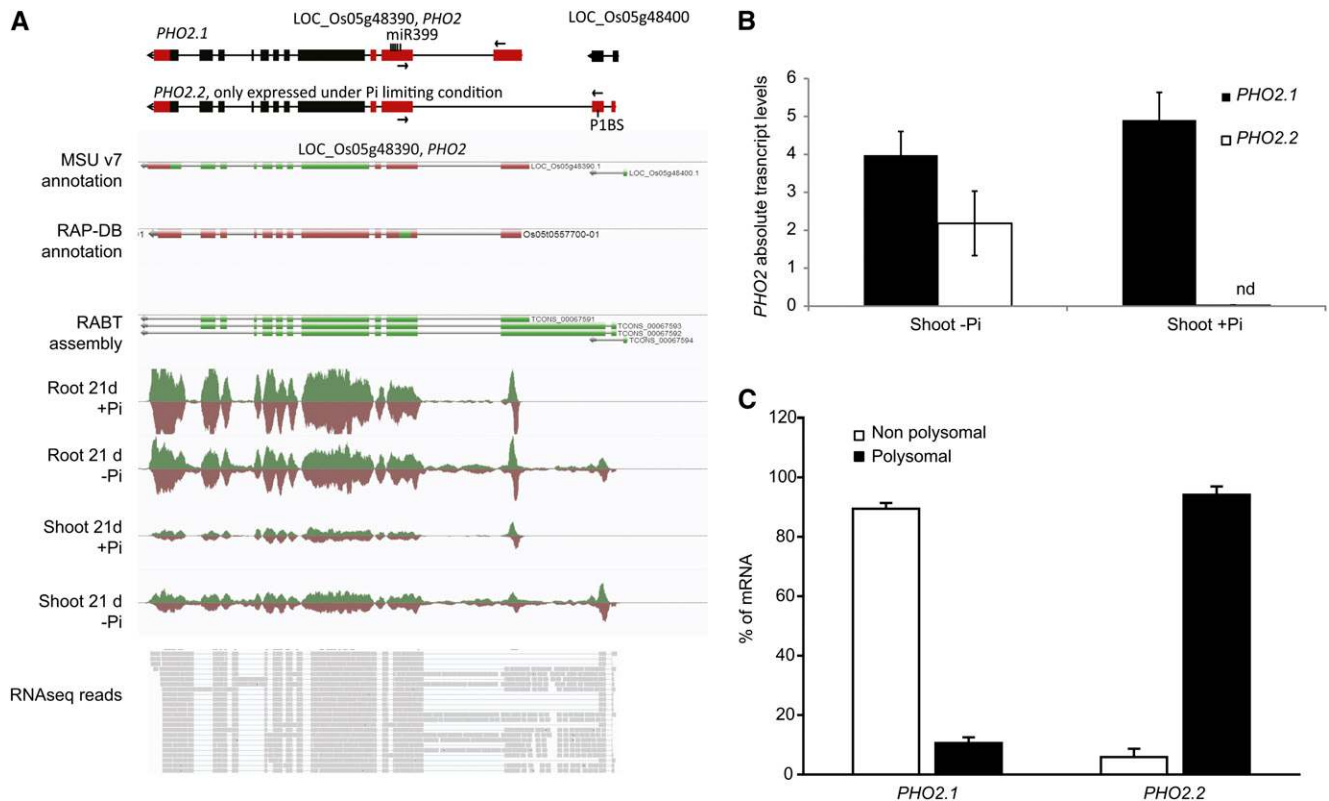 A
LOC_Os05g48390, PHO2
LOC_Os05g48400
PHO2.1
miR399
PHO2.2, only expressed under Pi limiting condition
P1BS
LOC_Os05g48390, PHO2
MSU v7
annotation
LOC_Os05g48390.1
LOC_Os05g48400.1
RAP-DB
annotation
Os05t0557700-01
RABT
assembly
TCONS_00067591
TCONS_00067593
TCONS_00067592
TCONS_00067594
Root 21d
+Pi
Root 21 d
-Pi
Shoot 21d
+Pi
Shoot 21 d
-Pi
RNAseq reads
B
PHO2 absolute trasncript levels
6
5
4
3
2
1
0
PHO2.1
PHO2.2
nd
Shoot -Pi
Shoot +Pi
C
% of mRNA
120
100
80
60
40
20
0
Non polysomal
Polysomal
PHO2.1
PHO2.2